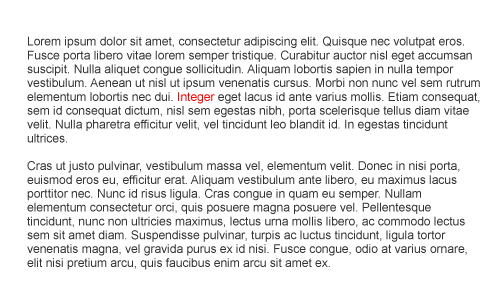 Lorem ipsum dolor sit amet, consectetur adipiscing elit. Quisque nec volutpat eros.
Fusce porta libero vitae lorem semper tristique. Curabitur auctor nisl eget accumsan
suscipit. Nulla aliquet congue sollicitudin. Aliquam lobortis sapien in nulla tempor
vestibulum. Aenean ut nisl ut ipsum venenatis cursus. Morbi non nunc vel sem rutrum
elementum lobortis nec dui. Integer eget lacus id ante varius mollis. Etiam consequat,
sem id consequat dictum, nisl sem egestas nibh, porta scelerisque tellus diam vitae
velit. Nulla pharetra efficitur velit, vel tincidunt leo blandit id. In egestas tincidunt
ultrices.
Cras ut justo pulvinar, vestibulum massa vel, elementum velit. Donec in nisi porta,
euismod eros eu, efficitur erat. Aliquam vestibulum ante libero, eu maximus lacus
porttitor nec. Nunc id risus ligula. Cras congue in quam eu semper. Nullam
elementum consectetur orci, quis posuere magna posuere vel. Pellentesque
tincidunt, nunc non ultricies maximus, lectus urna mollis libero, ac commodo lectus
sem sit amet diam. Suspendisse pulvinar, turpis ac luctus tincidunt, ligula tortor
venenatis magna, vel gravida purus ex id nisi. Fusce congue, odio at varius ornare,
elit nisi pretium arcu, quis faucibus enim arcu sit amet ex.